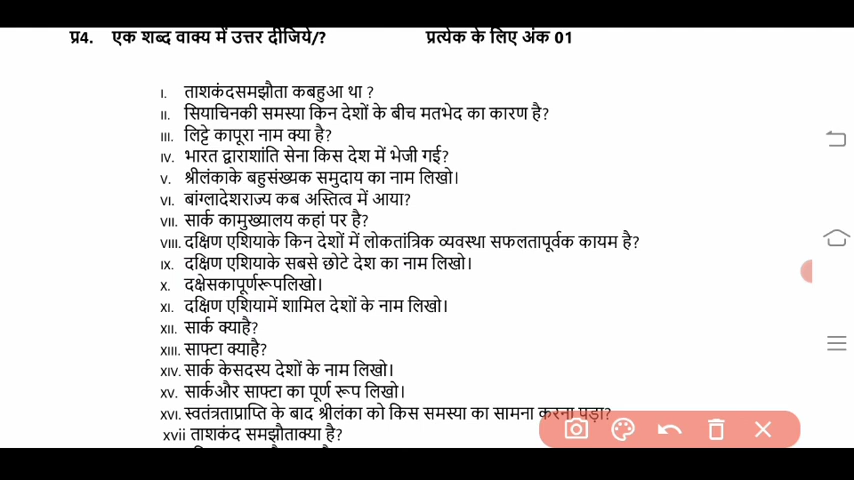 प्र4. एक शब्द वाक्य में उत्तर दीजिये/? प्रत्येक के लिए अंक 01
I. ताशकंदसमझौता कबहुआ था ?
II. सियाचिनकी समस्या किन देशों के बीच मतभेद का कारण है?
III. लिट्टे कापूरा नाम क्या है?
IV. भारत द्वाराशांति सेना किस देश में भेजी गई?
V. श्रीलंकाके बहुसंख्यक समुदाय का नाम लिखो।
VI. बांग्लादेशराज्य कब अस्तित्व में आया?
VII. सार्क कामुख्यालय कहां पर है?
VIII. दक्षिण एशियाके किन देशों में लोकतांत्रिक व्यवस्था सफलतापूर्वक कायम है?
IX. दक्षिण एशियाके सबसे छोटे देश का नाम लिखो।
X. दक्षेसकापूर्णरूपलिखो।
XI. दक्षिण एशियामें शामिल देशों के नाम लिखो।
XII. सार्क क्याहै?
XIII. साफ्टा क्याहै?
XIV. सार्क केसदस्य देशों के नाम लिखो।
XV. सार्कऔर साफ्टा का पूर्ण रूप लिखो।
XVI. स्वतंत्रताप्राप्ति के बाद श्रीलंका को किस समस्या का सामना करना पड़ा?
xvii ताशकंद समझौताक्या है?